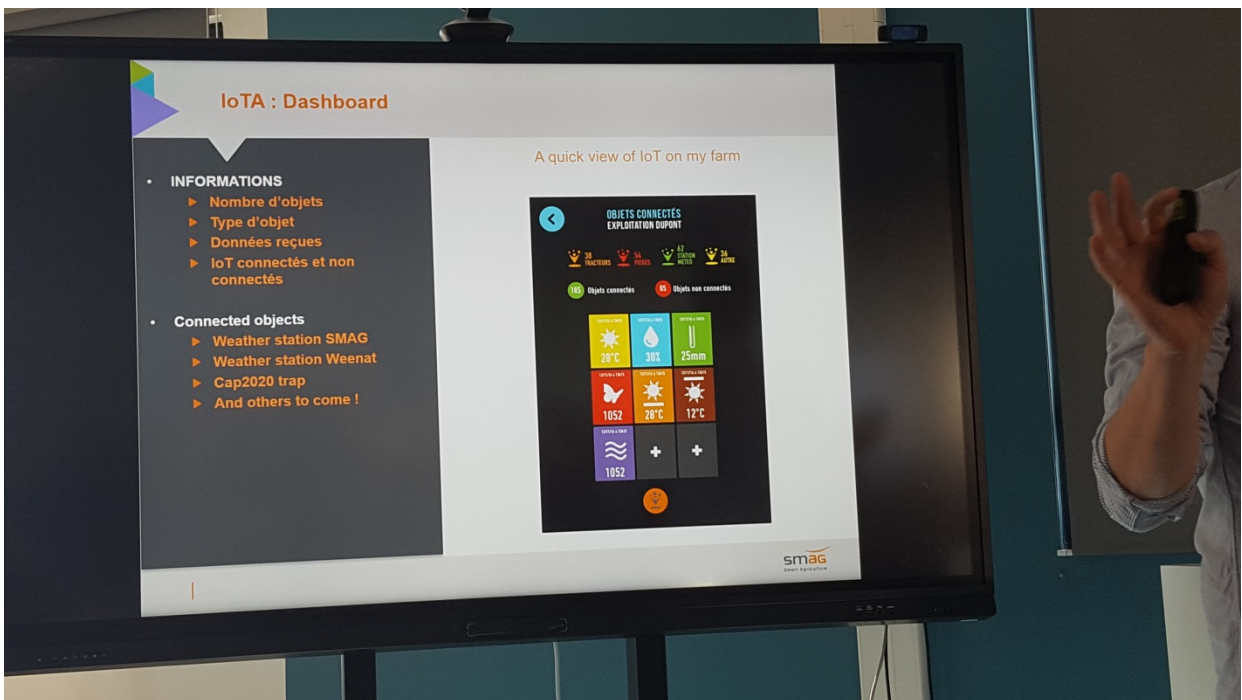 IoTA : Dashboard
INFORMATIONS
Nombre d'objets
Type d'objet
Données reçues
IoT connectés et non
connectés
Connected objects
Weather station SMAG
Weather station Weenat
Cap2020 trap
And others to come !
A quick view of IoT on my farm
OBJETS CONNECTÉS
EXPLOITATION DUPONT
38
TRACTEURS
54
PIEGES
62
STATION
METEO
36
AUTRE
105 Objets connectés
85 Objets non connectés
28°C
30%
25mm
1052
28°C
12°C
1052
smag
Smart Agriculture